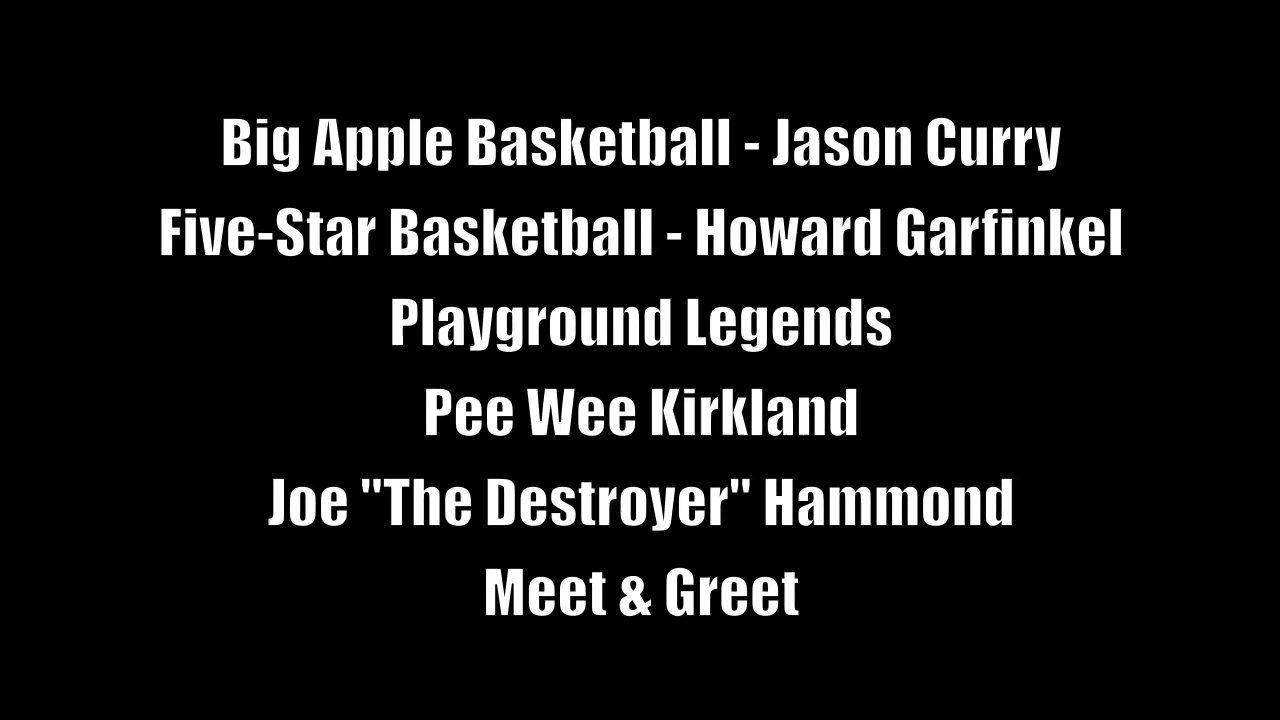 Big Apple Basketball - Jason Curry
Five-Star Basketball - Howard Garfinkel
Playground Legends
Pee Wee Kirkland
Joe "The Destroyer" Hammond
Meet & Greet